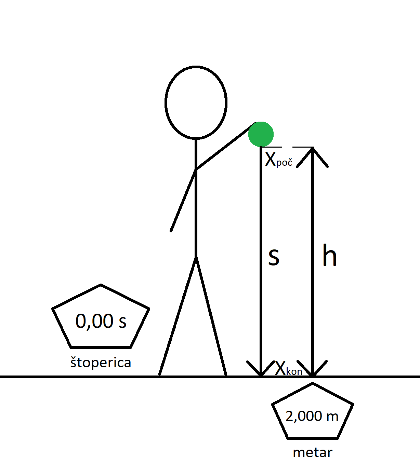 Xpoč
s
h
0,00 s
štoperica
Xkon
2,000 m
metar